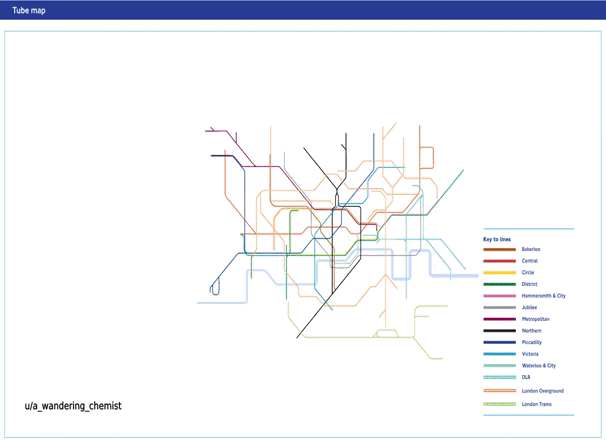 Tube map
Key to lines
Bakerloo
Central
Circle
District
Hammersmith & City
Jubilee
Metropolitan
Northern
Piccadilly
Victoria
Waterloo & City
DLR
London Overground
London Trams
u/a_wandering_chemist